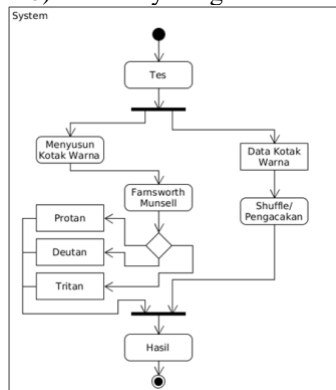 System
Tes
Menyusun
Kotak Warna
Data Kotak
Warna
Farnsworth
Munsell
Shuffle/
Pengacakan
Protan
Deutan
Tritan
Hasil